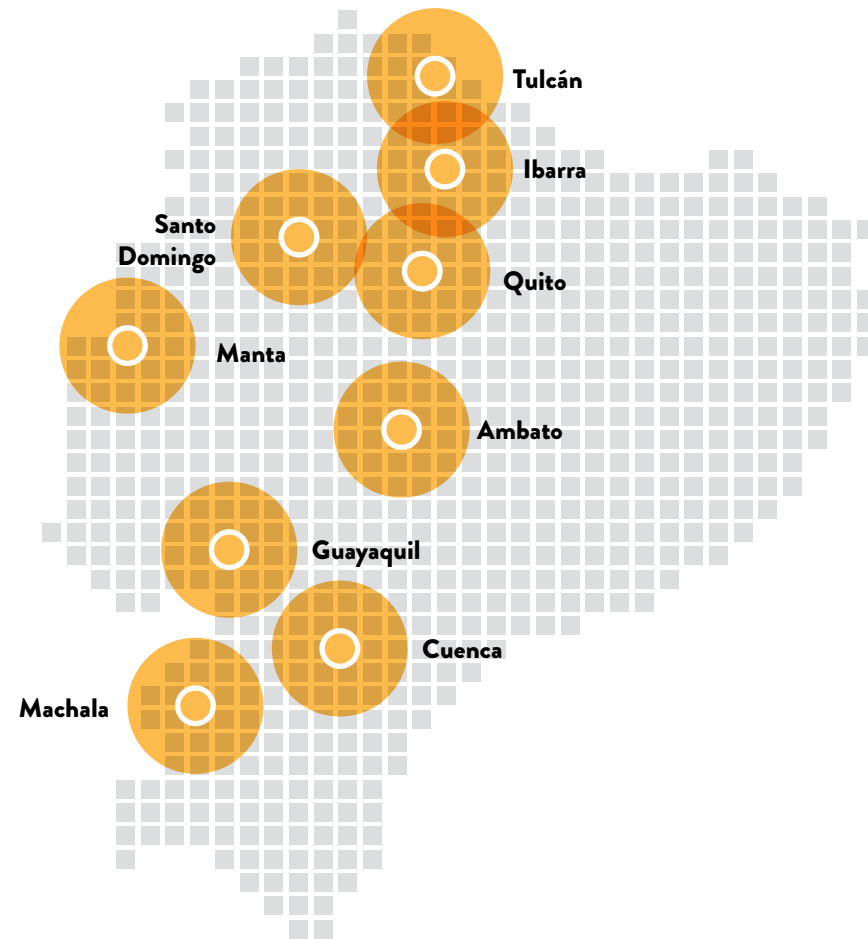 Tulcán
Ibarra
Santo
Domingo
Quito
Manta
Ambato
Guayaquil
Cuenca
Machala